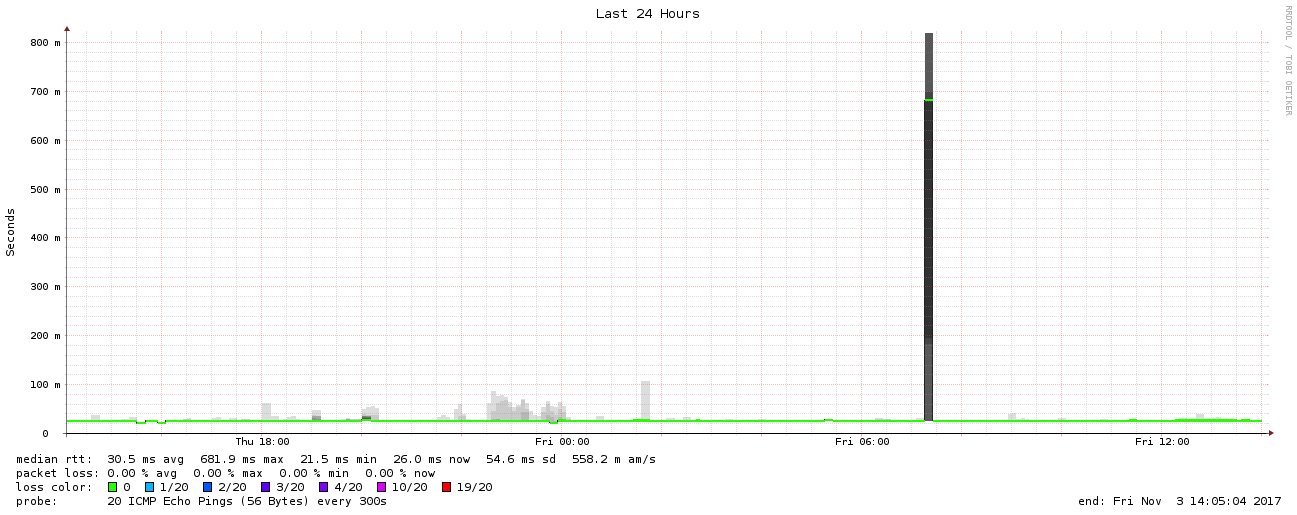 Last 24 Hours
RRDTOOL / TOBI OETIKER
Seconds
800 m
700 m
600 m
500 m
400 m
300 m
200 m
100 m
0
Thu 18:00 Fri 00:00 Fri 06:00 Fri 12:00
median rtt: 30.5 ms avg 681.9 ms max 21.5 ms min 26.0 ms now 54.6 ms sd 558.2 m am/s
packet loss: 0.00 % avg 0.00 % max 0.00 % min 0.00 % now
loss color: 0 1/20 2/20 3/20 4/20 10/20 19/20
probe: 20 ICMP Echo Pings (56 Bytes) every 300s end: Fri Nov 3 14:05:04 2017